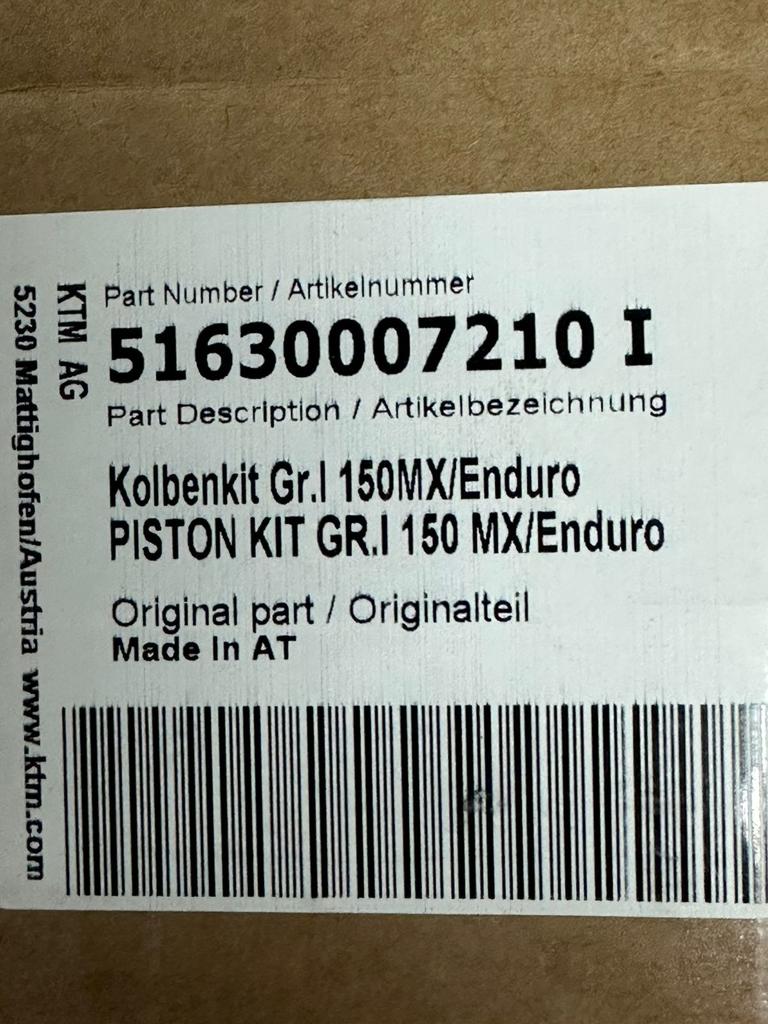 Part Number / Artikelnummer
51630007210 I
Part Description / Artikelbezeichnung
Kolbenkit Gr.I 150MX/Enduro
PISTON KIT GR.I 150 MX/Enduro
Original part / Originalteil
Made In AT
KTM AG
5230 Mattighofen/Austria www.ktm.com